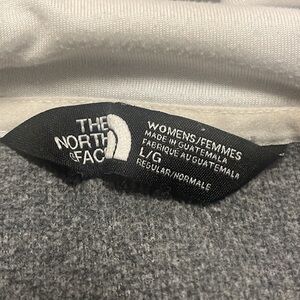 THE
NORTH
FACE
WOMENS/FEMMES
MADE IN GUATEMALA
FABRIQUÉ AU GUATEMALA
L/G
REGULAR/NORMALE